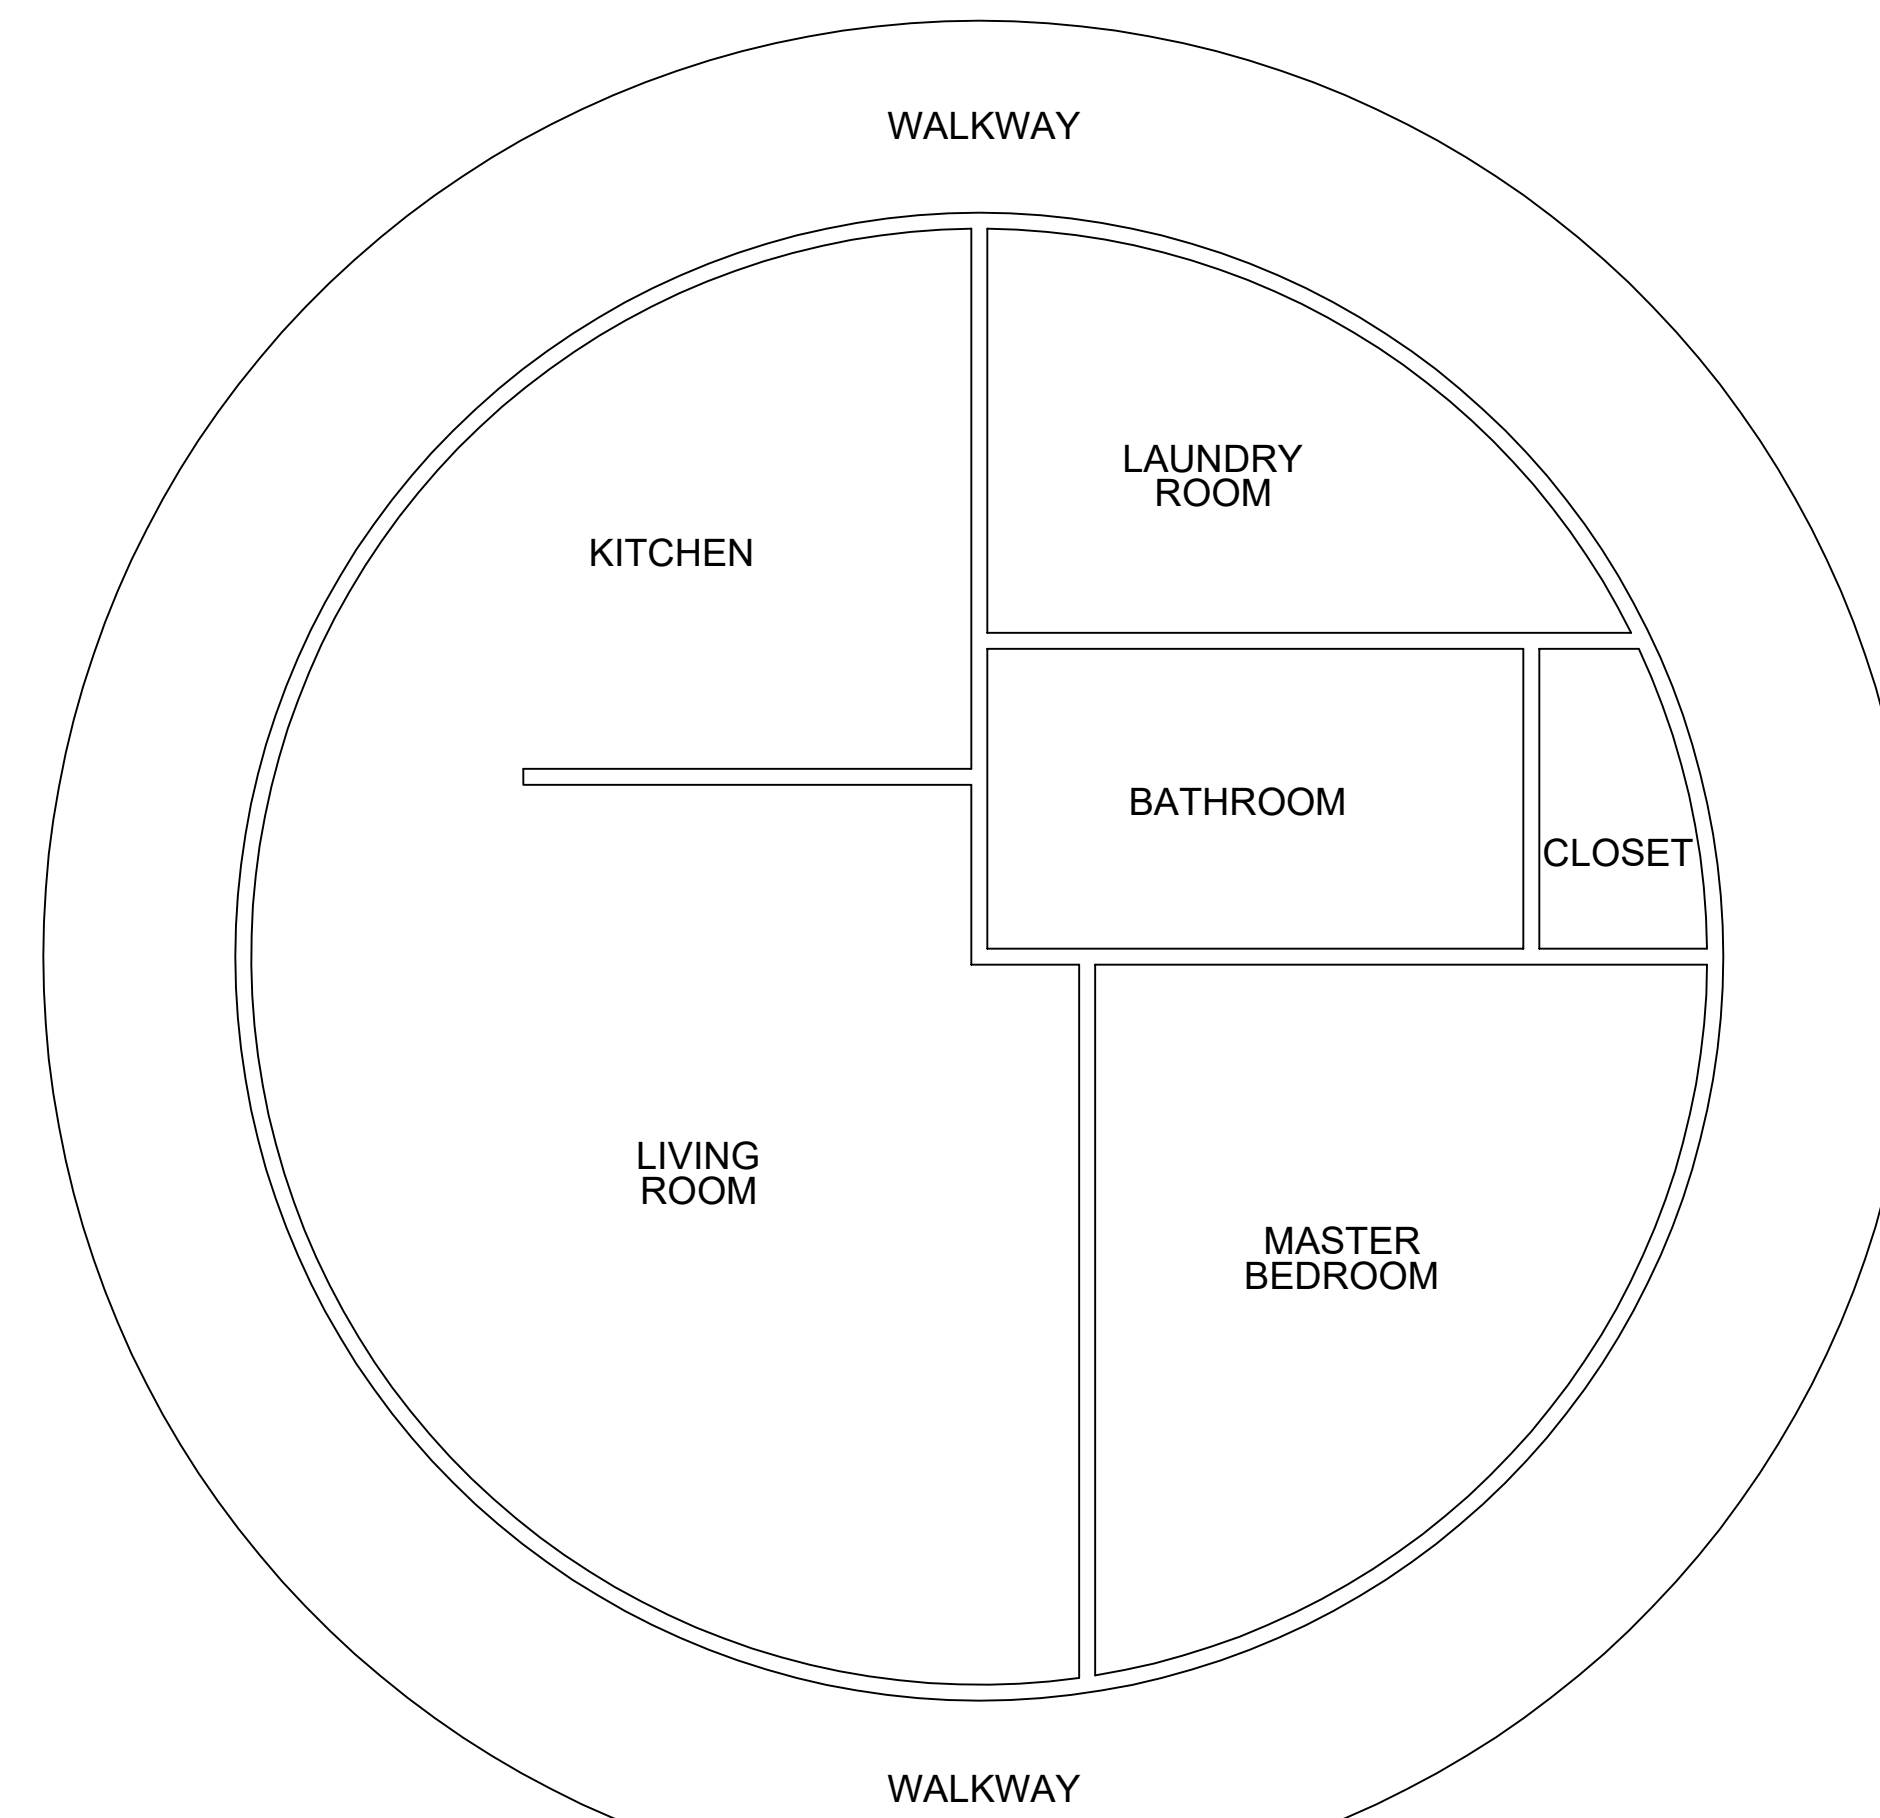 WALKWAY
LAUNDRY
ROOM
KITCHEN
BATHROOM
CLOSET
LIVING
ROOM
MASTER
BEDROOM
WALKWAY